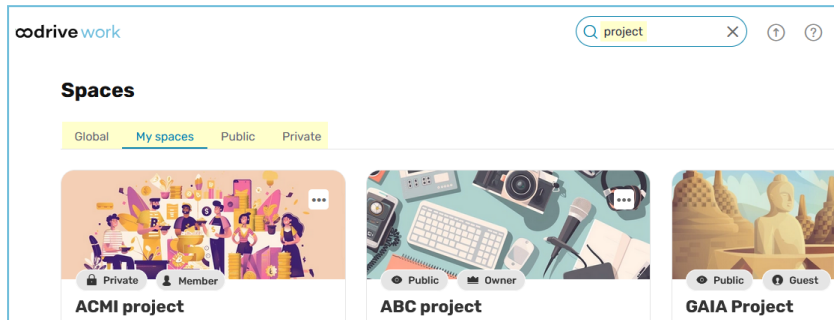 oodrive work
project
Spaces
Global My spaces Public Private
Private Member
ACMI project
Public Owner
ABC project
Public Guest
GAIA Project